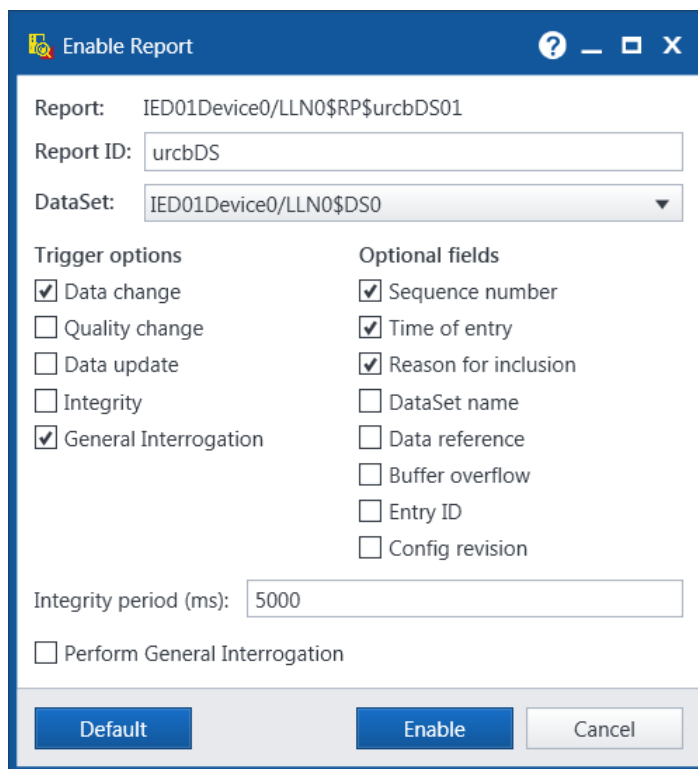 Enable Report
Report: IED01Device0/LLN0$RP$urcbDS01
Report ID: urcbDS
DataSet: IED01Device0/LLN0$DS0
Trigger options
Data change
Quality change
Data update
Integrity
General Interrogation
Optional fields
Sequence number
Time of entry
Reason for inclusion
DataSet name
Data reference
Buffer overflow
Entry ID
Config revision
Integrity period (ms): 5000
Perform General Interrogation
Default Enable Cancel